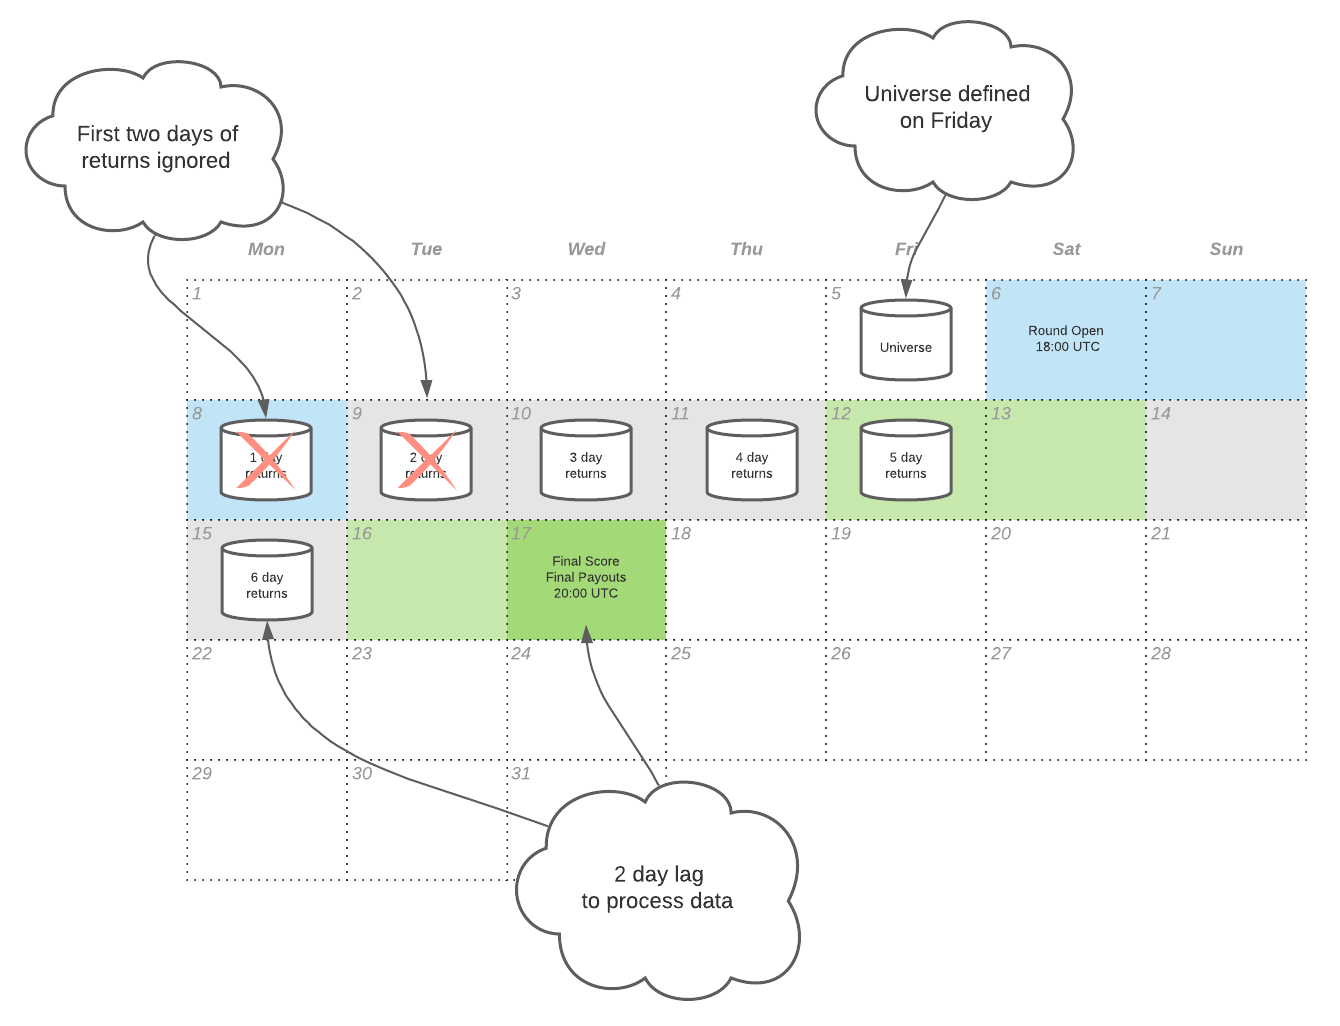 Universe defined
on Friday
First two days of
returns ignored
Mon
Tue
Wed
Thu
Fri
Sat
Sun
1
2
3
4
5
6
7
Universe
Round Open
18:00 UTC
8
9
10
11
12
13
14
1 day
returns
2 day
returns
3 day
returns
4 day
returns
5 day
returns
15
16
17
18
19
20
21
6 day
returns
Final Score
Final Payouts
20:00 UTC
22
23
24
25
26
27
28
29
30
31
2 day lag
to process data